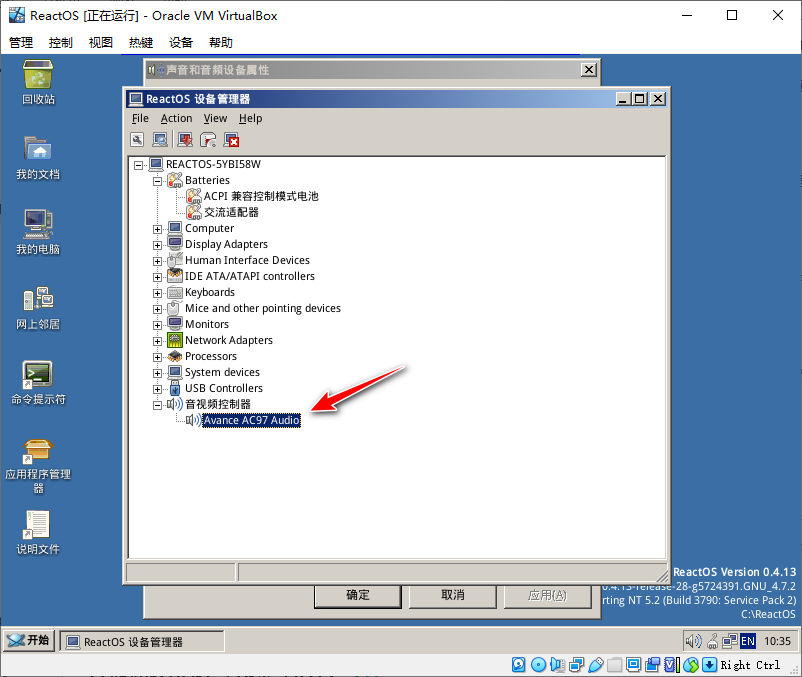 ReactOS [正在运行] - Oracle VM VirtualBox
管理 控制 视图 热键 设备 帮助
回收站
我的文档
我的电脑
网上邻居
命令提示符
应用程序管理
器
说明文件
声音和音频设备属性
ReactOS 设备管理器
File Action View Help
REACTOS-5YBI58W
Batteries
ACPI 兼容控制模式电池
交流适配器
Computer
Display Adapters
Human Interface Devices
IDE ATA/ATAPI controllers
Keyboards
Mice and other pointing devices
Monitors
Network Adapters
Processors
System devices
USB Controllers
音视频控制器
Avance AC97 Audio
确定 取消 应用(A)
ReactOS Version 0.4.13
0.4.13-release-28-g5724391.GNU_4.7.2
rting NT 5.2 (Build 3790: Service Pack 2)
C:\ReactOS
开始 ReactOS 设备管理器 EN 10:35
Right Ctrl